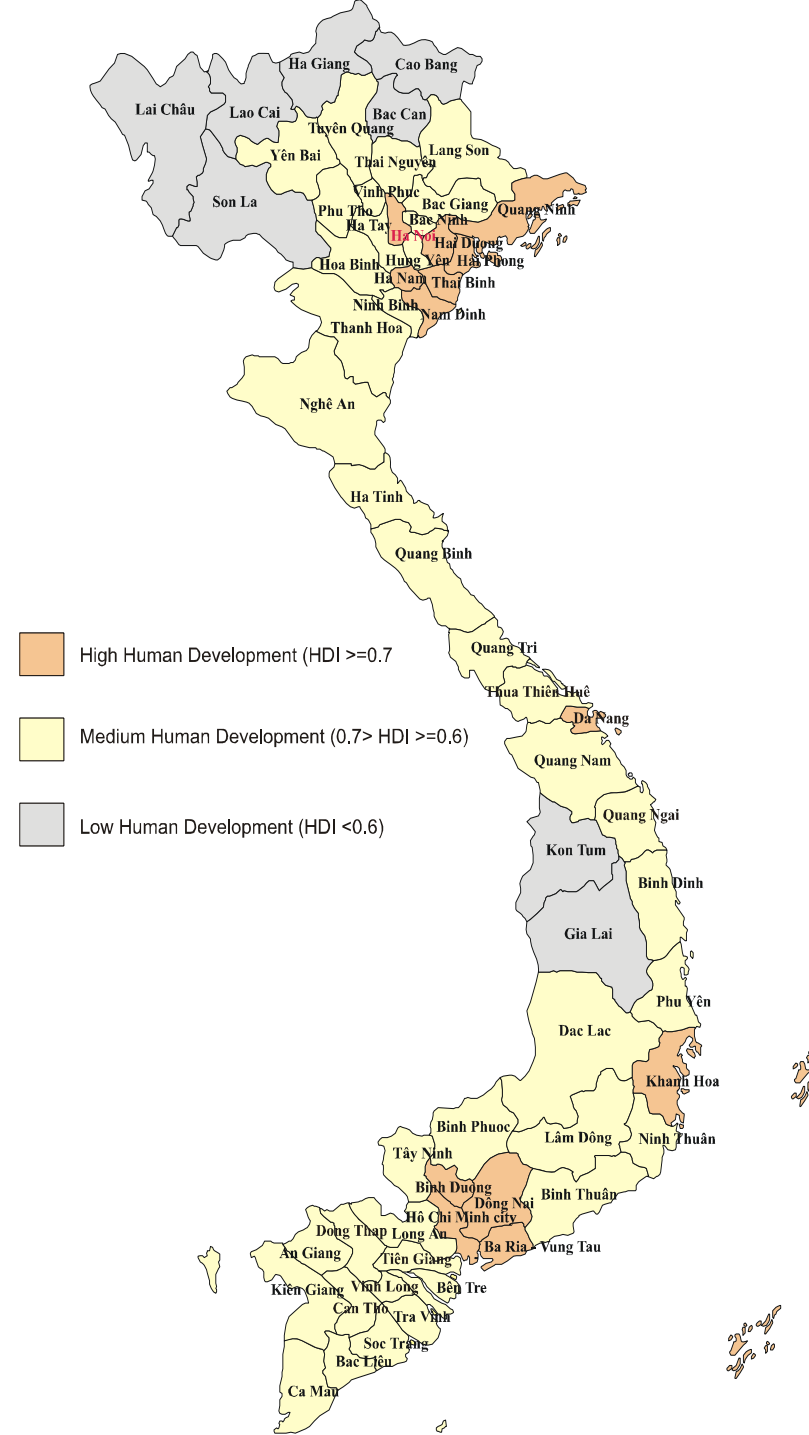 Ha Giang
Cao Bang
Lai Châu
Lao Cai
Bac Can
Tuyên Quang
Lang Son
Yên Bai
Thai Nguyên
Son La
Vinh Phuc
Bac Giang
Phu Tho
Quang Ninh
Bac Ninh
Ha Tay
Ha Noi
Hai Duong
Hoa Binh
Hung Yên
Hai Phong
Ha Nam
Thai Binh
Ninh Binh
Nam Dinh
Thanh Hoa
Nghê An
Ha Tinh
Quang Binh
Quang Tri
High Human Development (HDI >=0.7
Thua Thiên Huê
Da Nang
Medium Human Development (0.7> HDI >=0.6)
Quang Nam
Quang Ngai
Low Human Development (HDI <0.6)
Kon Tum
Binh Dinh
Gia Lai
Phu Yên
Dac Lac
Khanh Hoa
Binh Phuoc
Lâm Dông
Ninh Thuân
Tây Ninh
Binh Duong
Binh Thuân
Dông Nai
Hô Chi Minh city
Dong Thap
Long An
Ba Ria - Vung Tau
An Giang
Tiên Giang
Kiên Giang
Vinh Long
Bên Tre
Can Tho
Tra Vinh
Soc Trang
Bac Liêu
Ca Mau